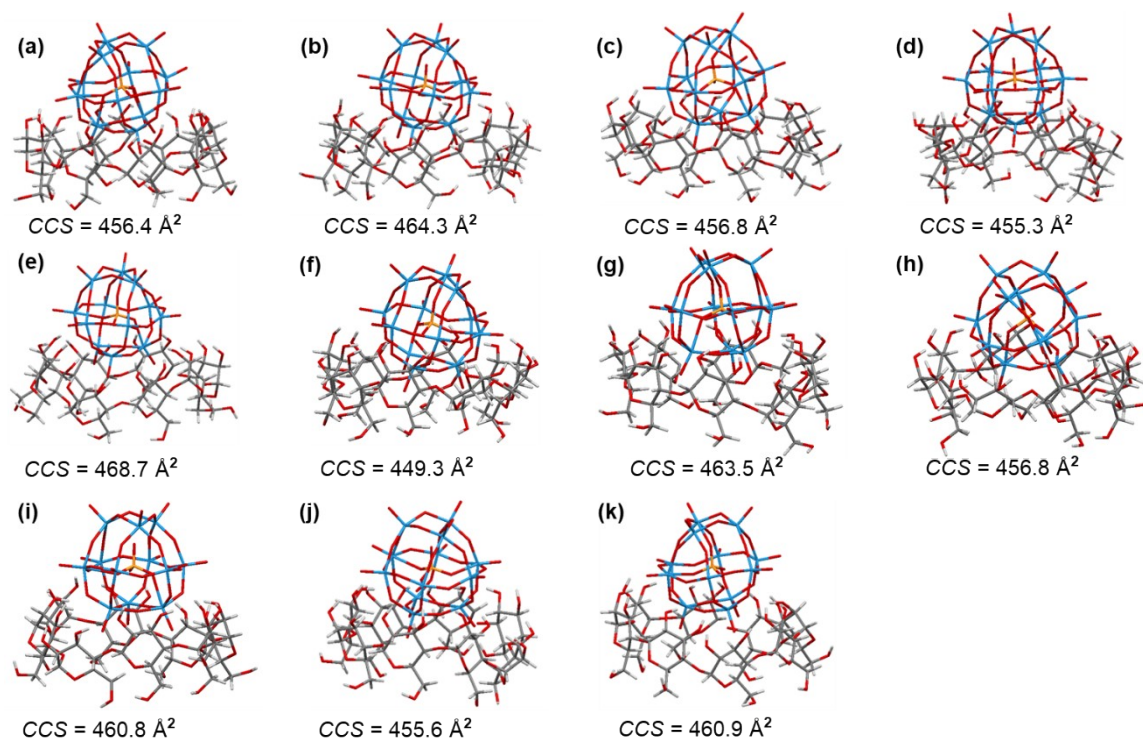 (a) (b) (c) (d)
CCS = 456.4 Å² CCS = 464.3 Å² CCS = 456.8 Å² CCS = 455.3 Å²
(e) (f) (g) (h)
CCS = 468.7 Å² CCS = 449.3 Å² CCS = 463.5 Å² CCS = 456.8 Å²
(i) (j) (k)
CCS = 460.8 Å² CCS = 455.6 Å² CCS = 460.9 Å²